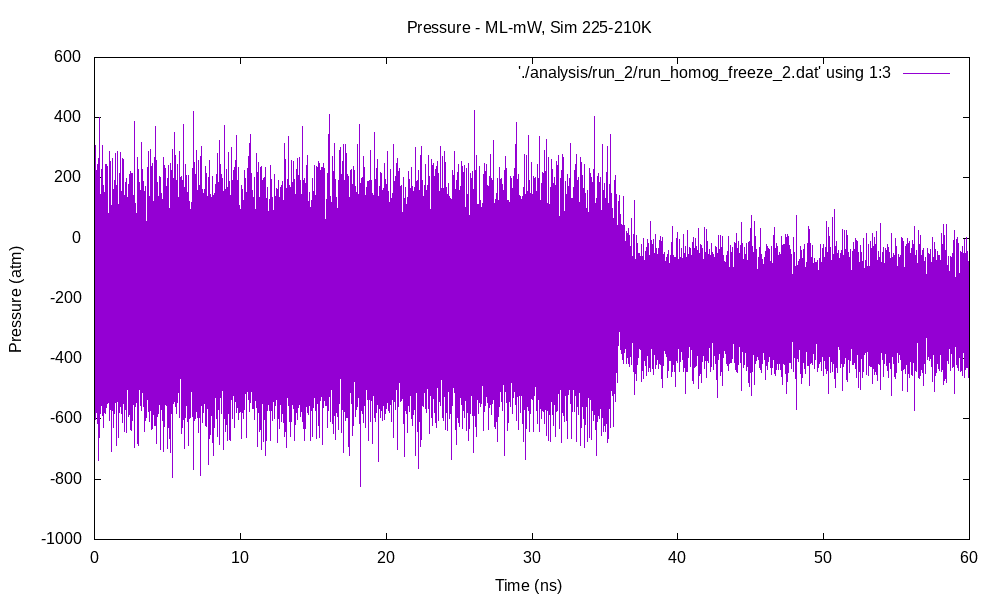 Pressure - ML-mW, Sim 225-210K
'./analysis/run_2/run_homog_freeze_2.dat' using 1:3
Pressure (atm)
600
400
200
0
-200
-400
-600
-800
-1000
0 10 20 30 40 50 60
Time (ns)